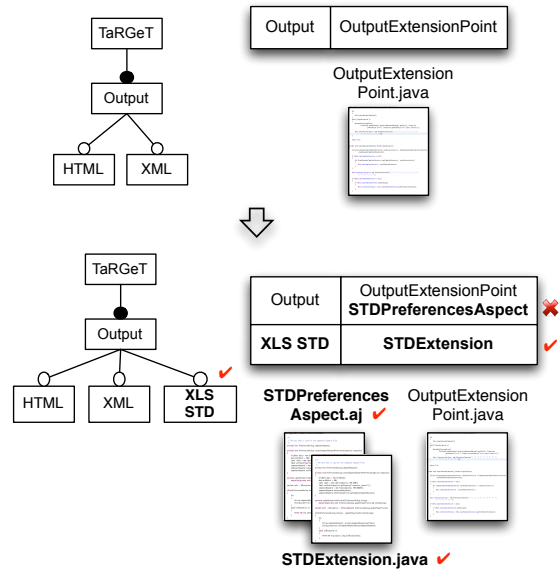 TaRGeT
Output
HTML
XML
Output
OutputExtensionPoint
OutputExtension
Point.java
TaRGeT
Output
HTML
XML
XLS
STD
Output
OutputExtensionPoint
STDPreferencesAspect
XLS STD
STDExtension
STDPreferences
Aspect.aj
OutputExtension
Point.java
STDExtension.java